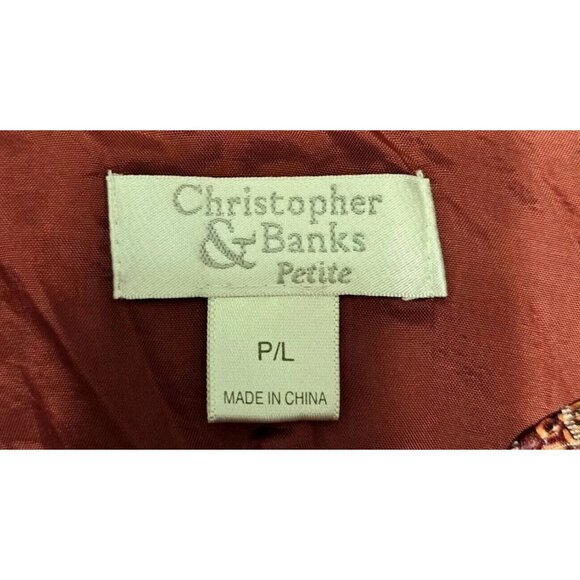 Christopher
& Banks
Petite
P/L
MADE IN CHINA